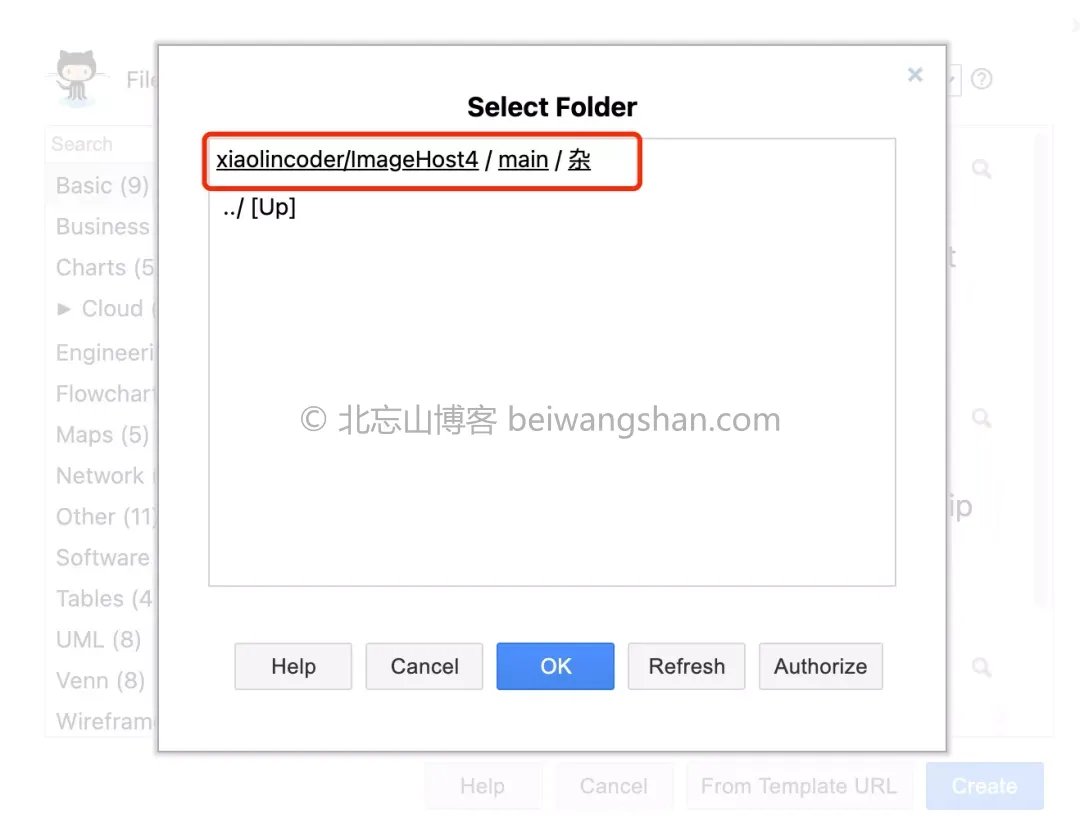 File
Select Folder
Search
xiaolincoder/ImageHost4 / main / 杂
../ [Up]
Basic (9)
Business
Charts (5
Cloud (
Engineeri
Flowchart
Maps (5)
Network (
Other (11)
Software
Tables (4
UML (8)
Venn (8)
Wirefram
t
ip
© 北忘山博客 beiwangshan.com
Help
Cancel
OK
Refresh
Authorize
Help
Cancel
From Template URL
Create